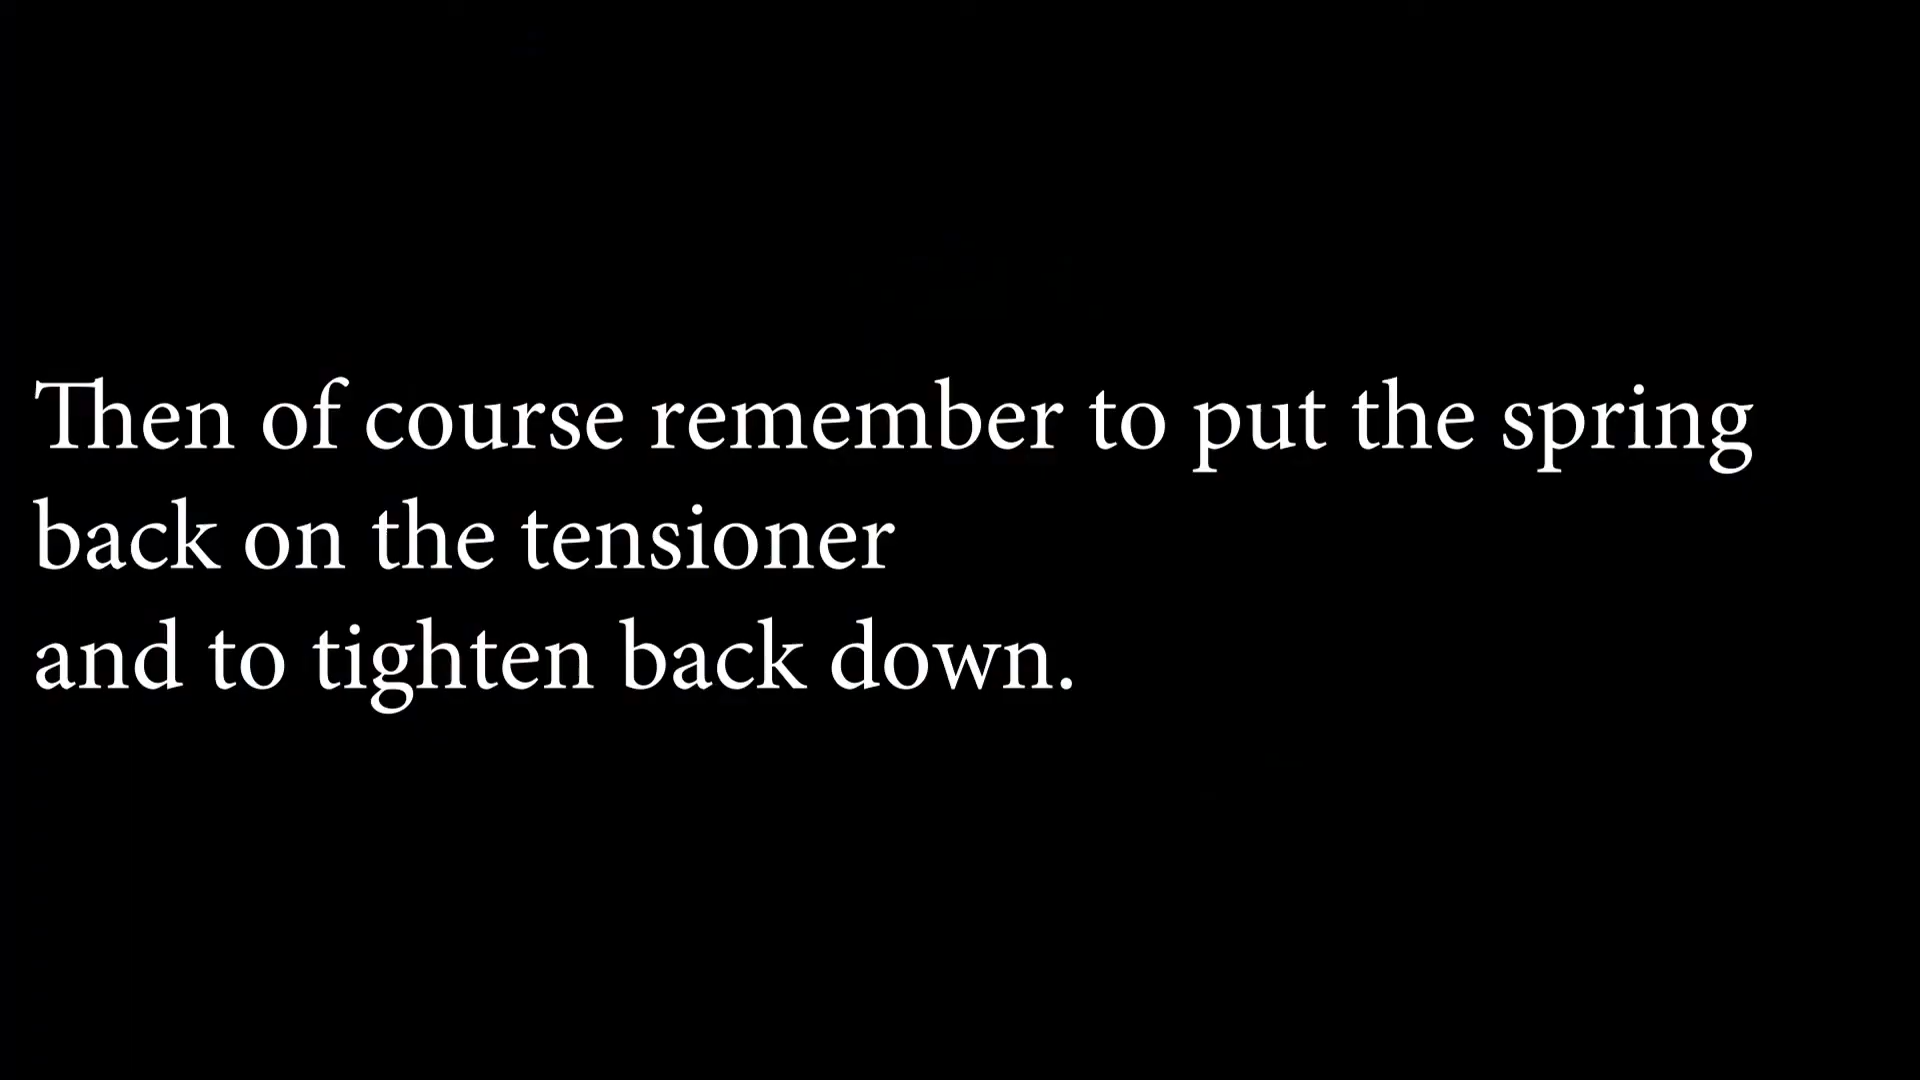 Then of course remember to put the spring
back on the tensioner
and to tighten back down.